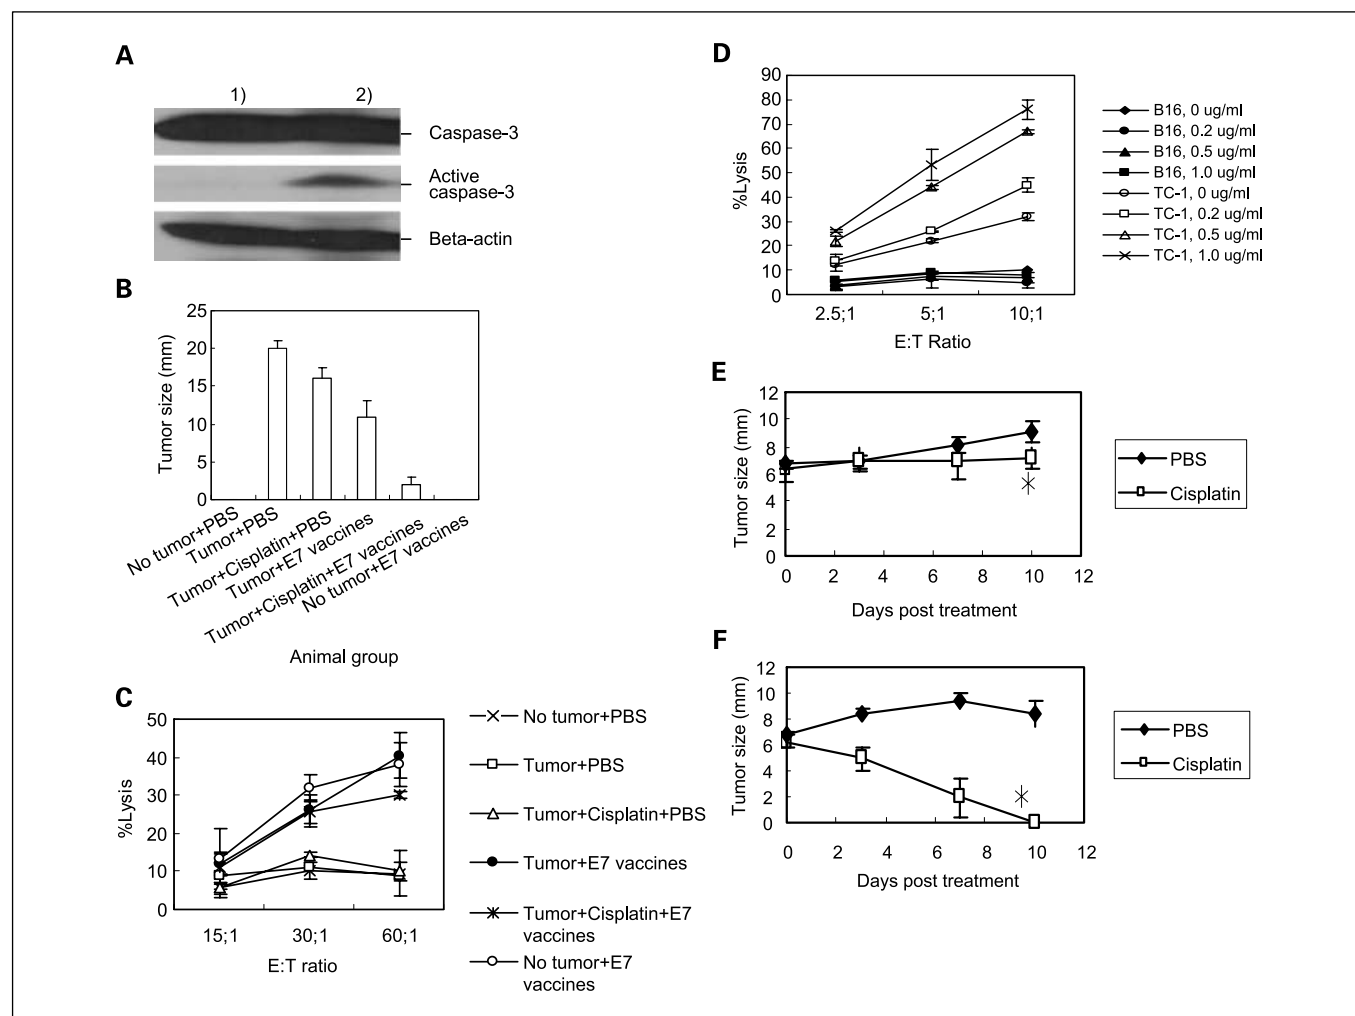 A
1) 2)
Caspase-3
Active
caspase-3
Beta-actin
B
Tumor size (mm)
25
20
15
10
5
0
No tumor+PBS
Tumor+PBS
Tumor+Cisplatin+PBS
Tumor+E7 vaccines
Tumor+Cisplatin+E7 vaccines
No tumor+E7 vaccines
Animal group
C
%Lysis
50
40
30
20
10
0
15;1 30;1 60;1
E:T ratio
No tumor+PBS
Tumor+PBS
Tumor+Cisplatin+PBS
Tumor+E7 vaccines
Tumor+Cisplatin+E7
vaccines
No tumor+E7
vaccines
D
%Lysis
90
80
70
60
50
40
30
20
10
0
2.5;1 5;1 10;1
E:T Ratio
B16, 0 ug/ml
B16, 0.2 ug/ml
B16, 0.5 ug/ml
B16, 1.0 ug/ml
TC-1, 0 ug/ml
TC-1, 0.2 ug/ml
TC-1, 0.5 ug/ml
TC-1, 1.0 ug/ml
E
Tumor size (mm)
12
10
8
6
4
2
0
0 2 4 6 8 10 12
Days post treatment
PBS
Cisplatin
F
Tumor size (mm)
12
10
8
6
4
2
0
0 2 4 6 8 10 12
Days post treatment
PBS
Cisplatin